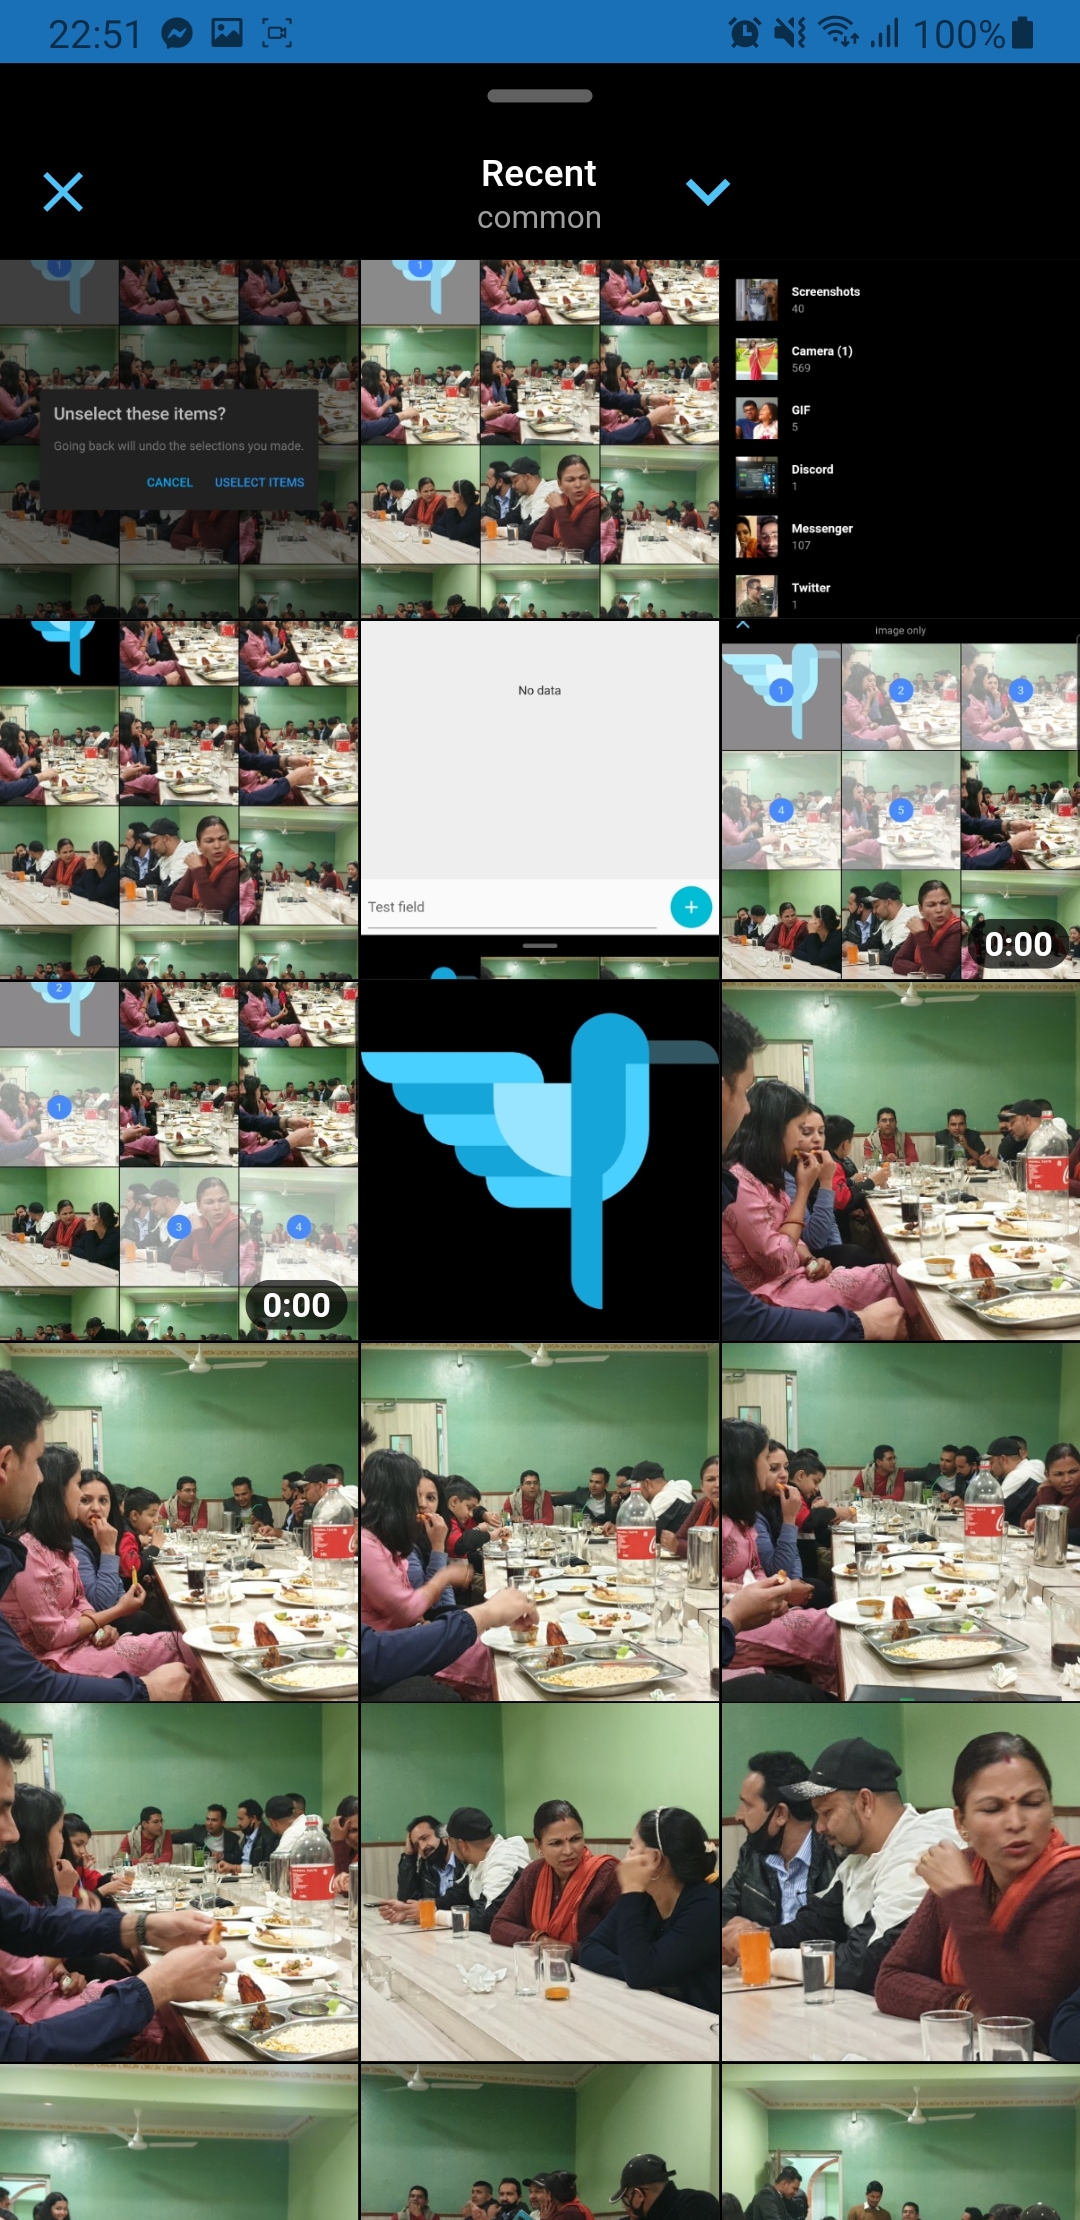 22:51
100%
Recent
common
1
Unselect these items?
Going back will undo the selections you made.
CANCEL USELECT ITEMS
1
Screenshots
40
Camera (1)
569
GIF
5
Discord
1
Messenger
107
Twitter
1
No data
Test field
image only
1 2 3
4 5
0:00
2
1
3 4
0:00